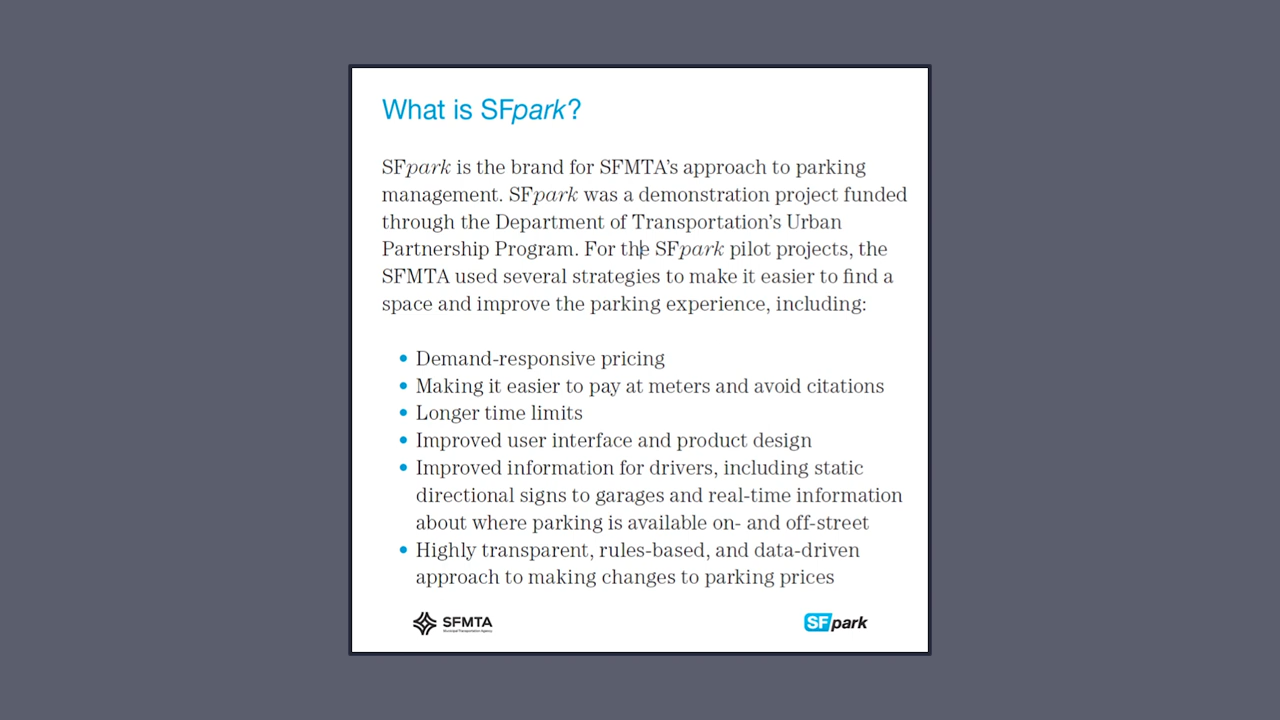 What is SFpark?
SFpark is the brand for SFMTA's approach to parking
management. SFpark was a demonstration project funded
through the Department of Transportation's Urban
Partnership Program. For the SFpark pilot projects, the
SFMTA used several strategies to make it easier to find a
space and improve the parking experience, including:
• Demand-responsive pricing
• Making it easier to pay at meters and avoid citations
• Longer time limits
• Improved user interface and product design
• Improved information for drivers, including static
directional signs to garages and real-time information
about where parking is available on- and off-street
• Highly transparent, rules-based, and data-driven
approach to making changes to parking prices
SFMTA
Municipal Transportation Agency
SFpark